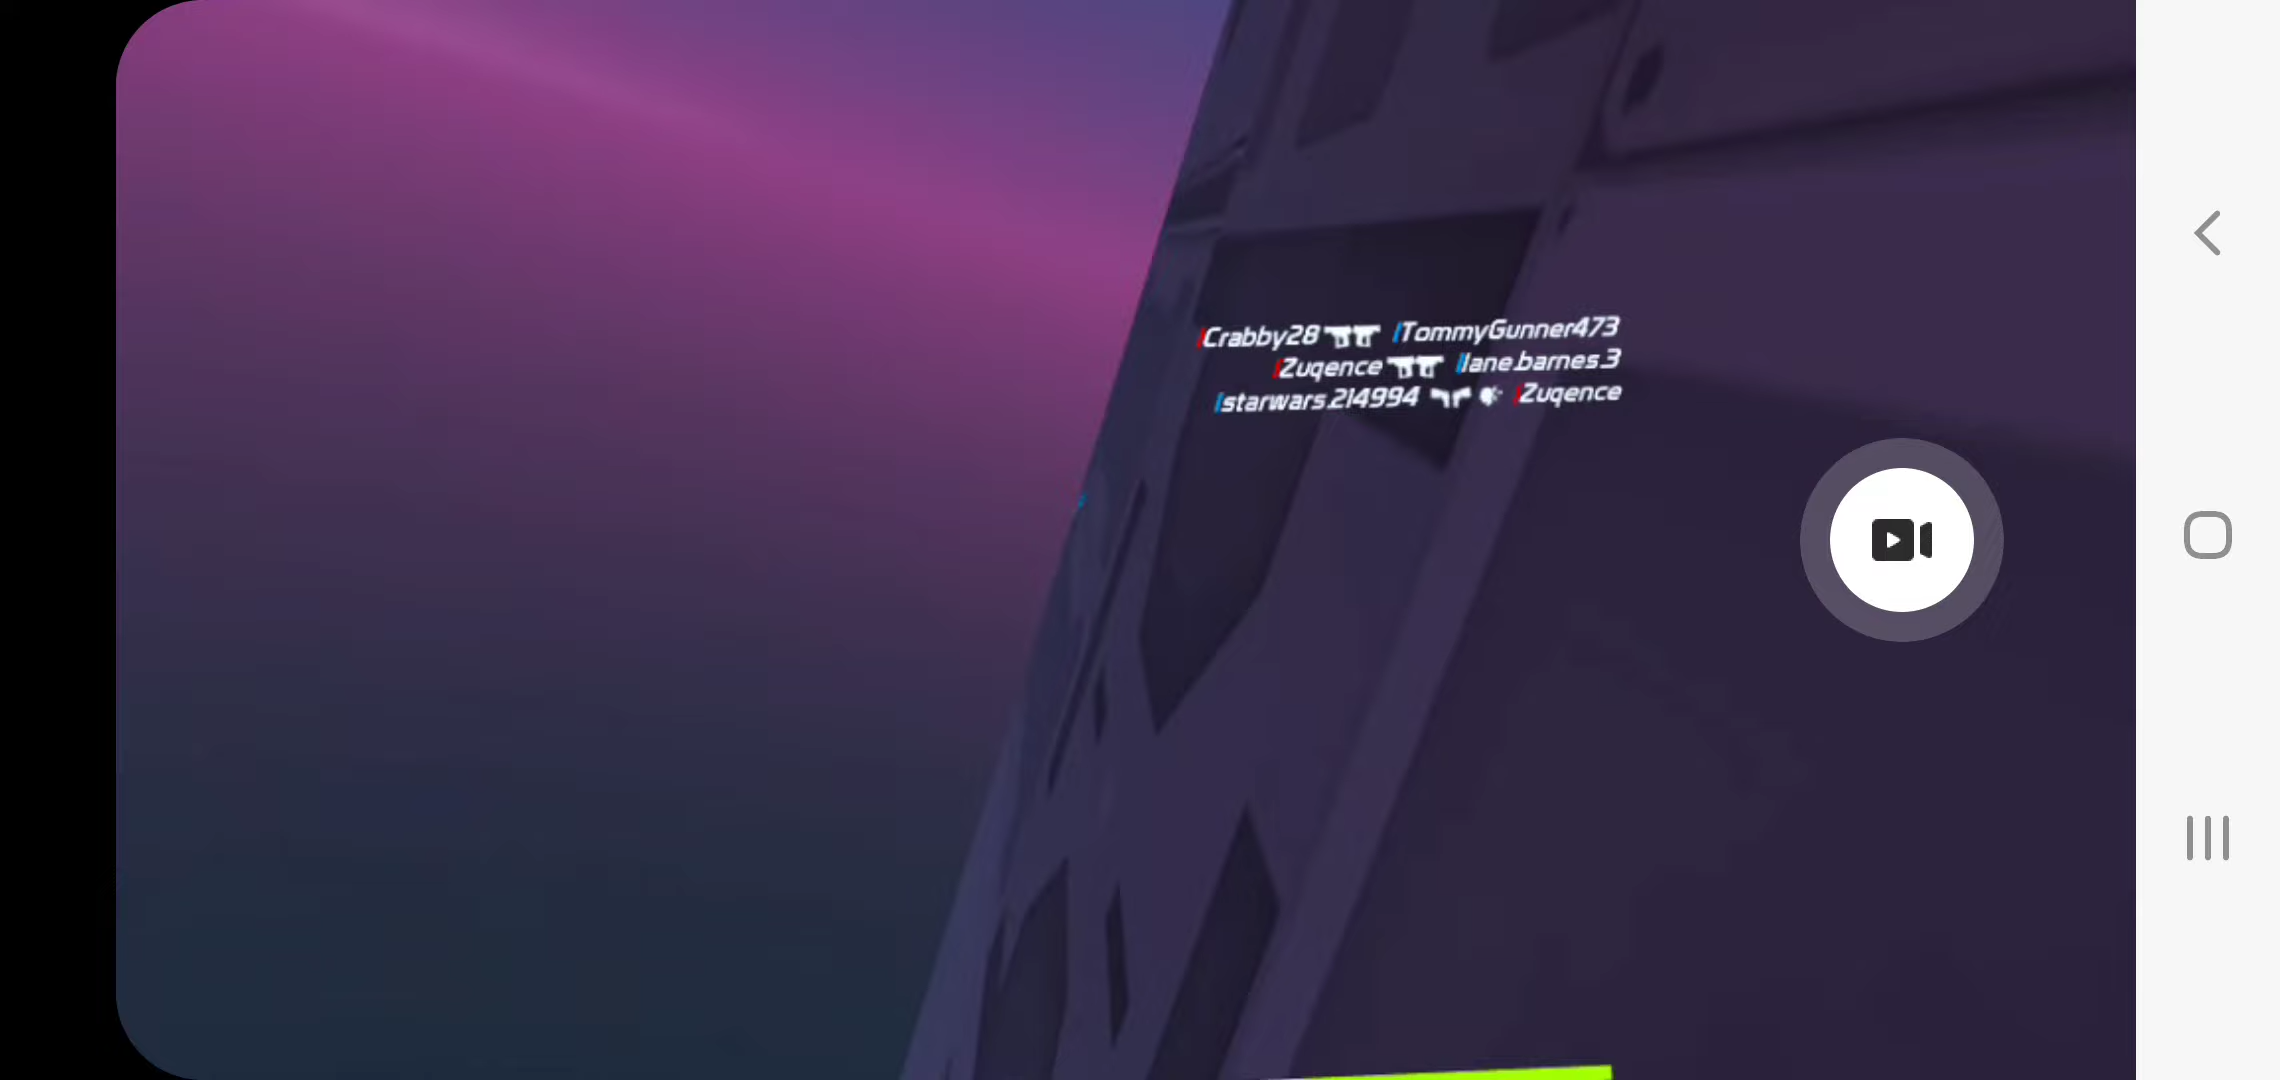 Crabby28 TommyGunner473
Zuqence lane.barnes.3
starwars.214994 Zuqence